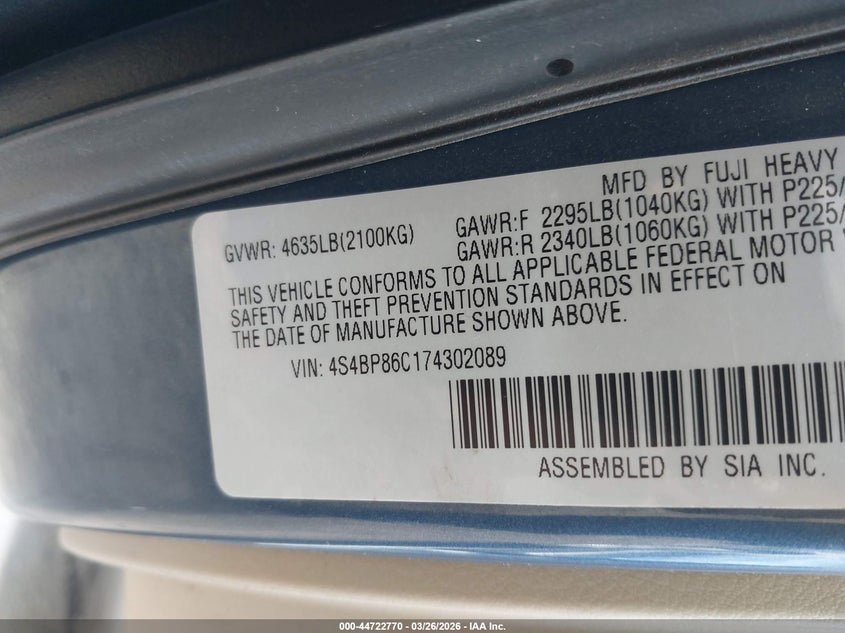 MFD BY FUJI HEAVY
GVWR: 4635LB(2100KG)
GAWR:F 2295LB(1040KG) WITH P225/
GAWR:R 2340LB(1060KG) WITH P225/
THIS VEHICLE CONFORMS TO ALL APPLICABLE FEDERAL MOTOR
SAFETY AND THEFT PREVENTION STANDARDS IN EFFECT ON
THE DATE OF MANUFACTURE SHOWN ABOVE.
VIN: 4S4BP86C174302089
ASSEMBLED BY SIA INC.
000-44722770 - 03/26/2026 - IAA Inc.